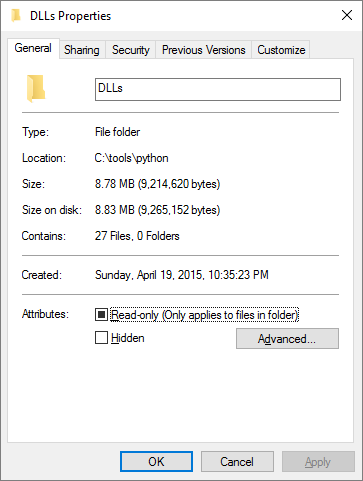 DLLs Properties
General Sharing Security Previous Versions Customize
DLLs
Type: File folder
Location: C:\tools\python
Size: 8.78 MB (9,214,620 bytes)
Size on disk: 8.83 MB (9,265,152 bytes)
Contains: 27 Files, 0 Folders
Created: Sunday, April 19, 2015, 10:35:23 PM
Attributes: Read-only (Only applies to files in folder)
Hidden Advanced...
OK Cancel Apply